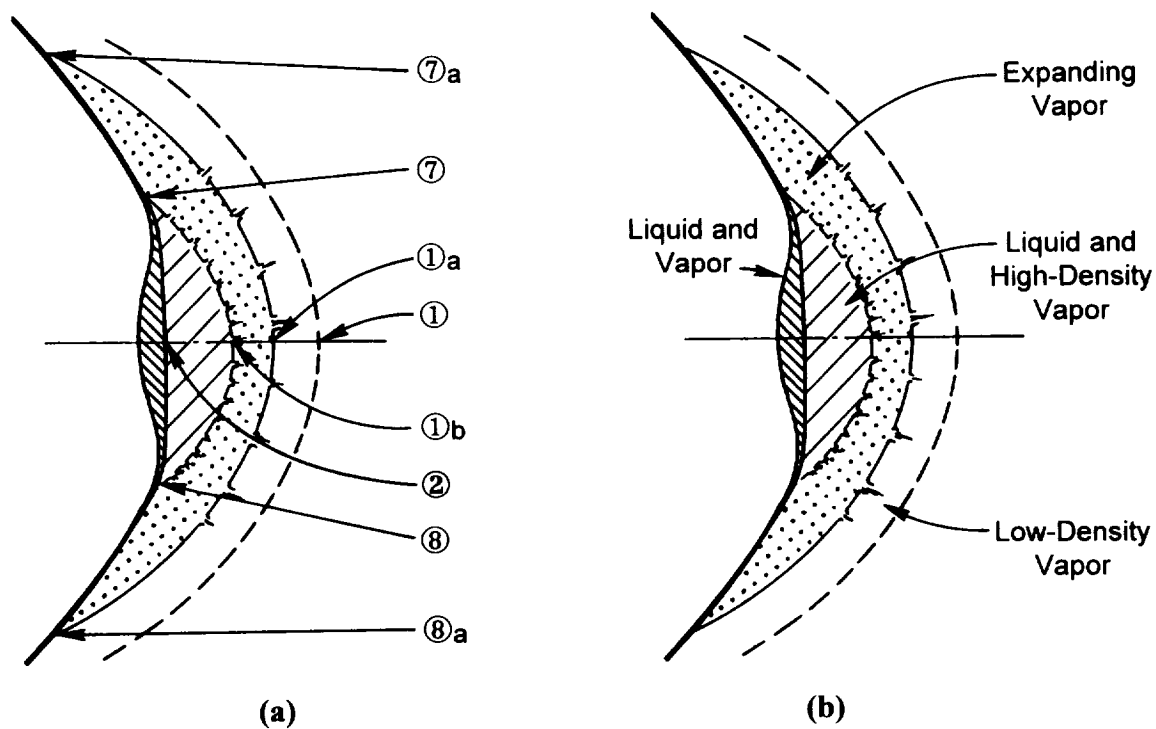 ⑦a
⑦
①a
①
①b
②
⑧
⑧a
(a)
Expanding
Vapor
Liquid and
Vapor
Liquid and
High-Density
Vapor
Low-Density
Vapor
(b)